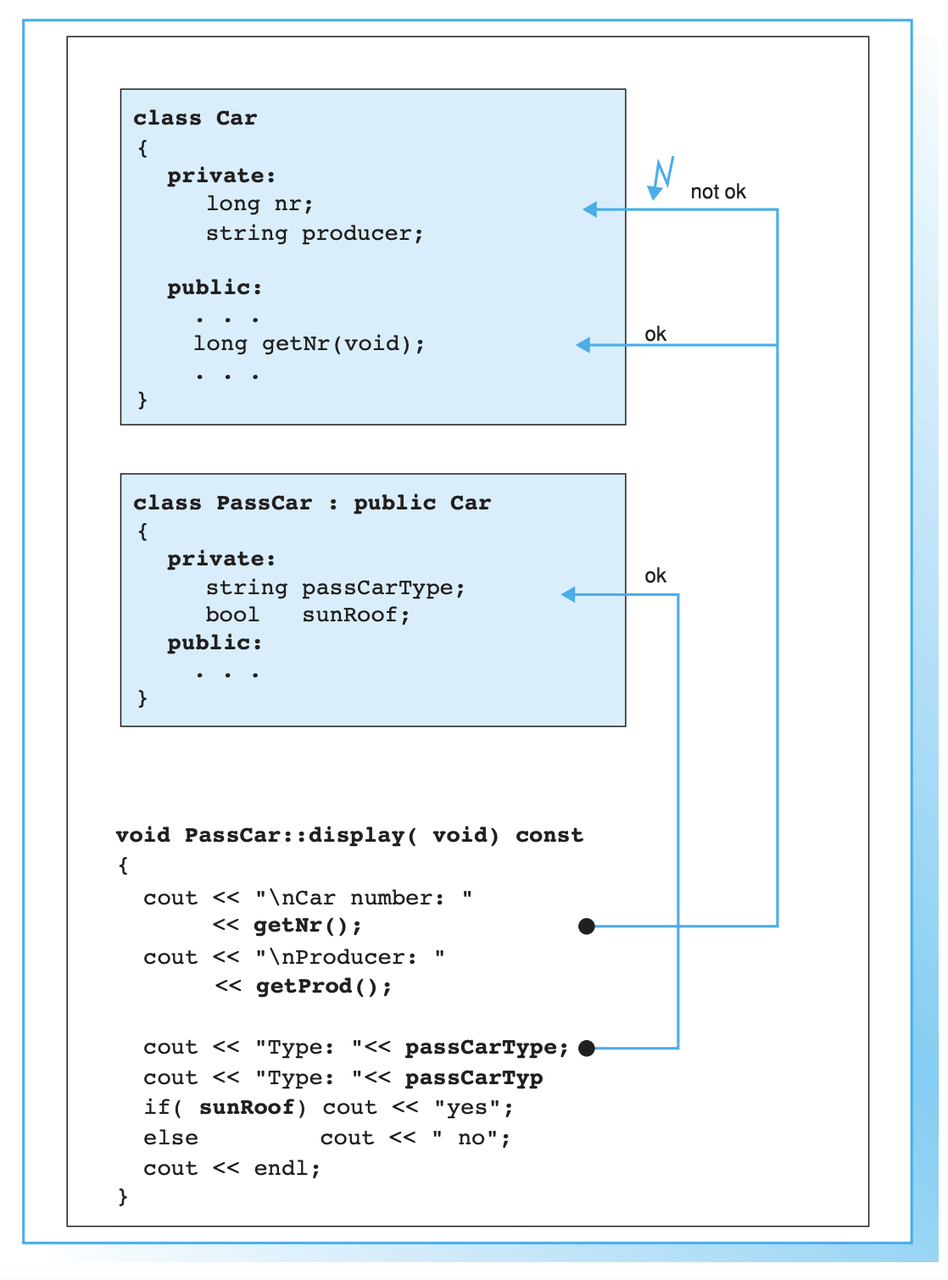 class Car
{
private:
long nr;
not ok
string producer;
public:
. . .
long getNr(void);
ok
. . .
}
class PassCar : public Car
{
private:
string passCarType;
ok
bool   sunRoof;
public:
. . .
}
void PassCar::display( void) const
{
cout << "\nCar number: "
<< getNr();
cout << "\nProducer: "
<< getProd();
cout << "Type: "<< passCarType;
cout << "Type: "<< passCarTyp
if( sunRoof) cout << "yes";
else         cout << " no";
cout << endl;
}